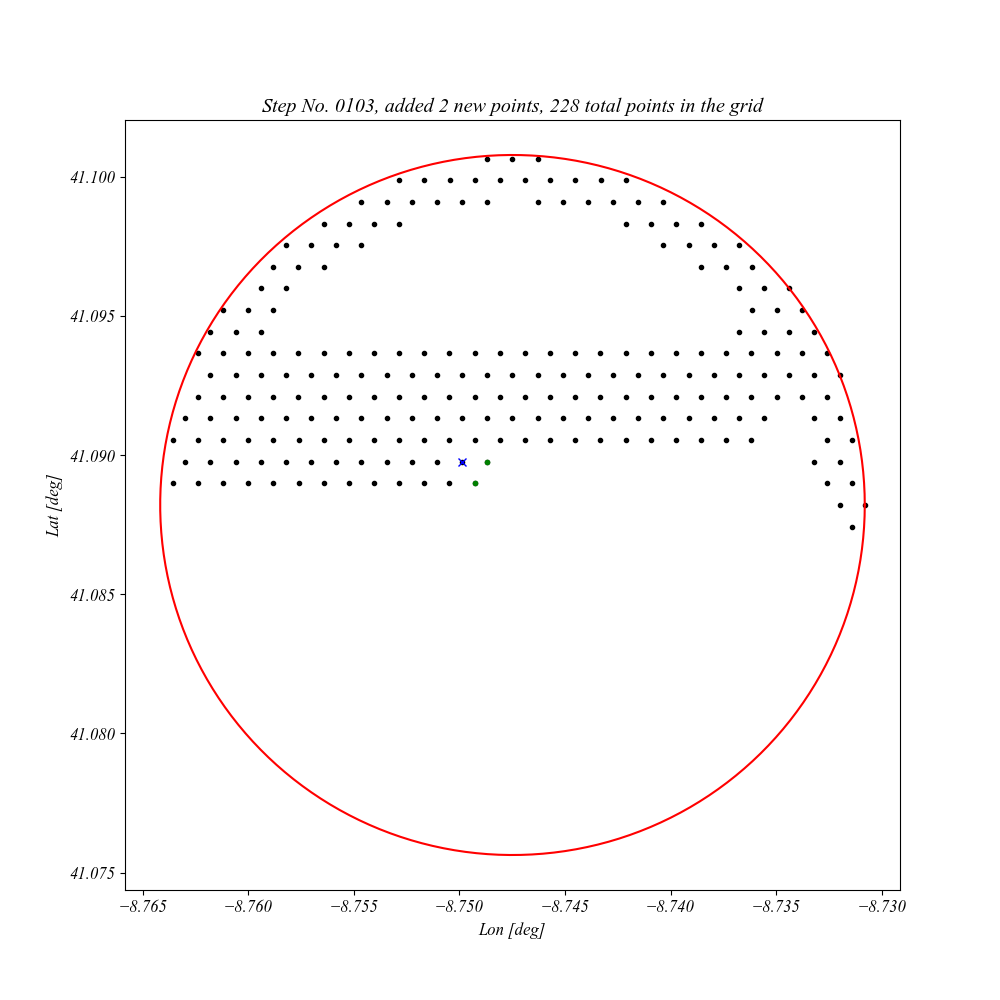 Step No. 0103, added 2 new points, 228 total points in the grid
41.100
41.095
41.090
41.085
41.080
41.075
Lat [deg]
−8.765 −8.760 −8.755 −8.750 −8.745 −8.740 −8.735 −8.730
Lon [deg]